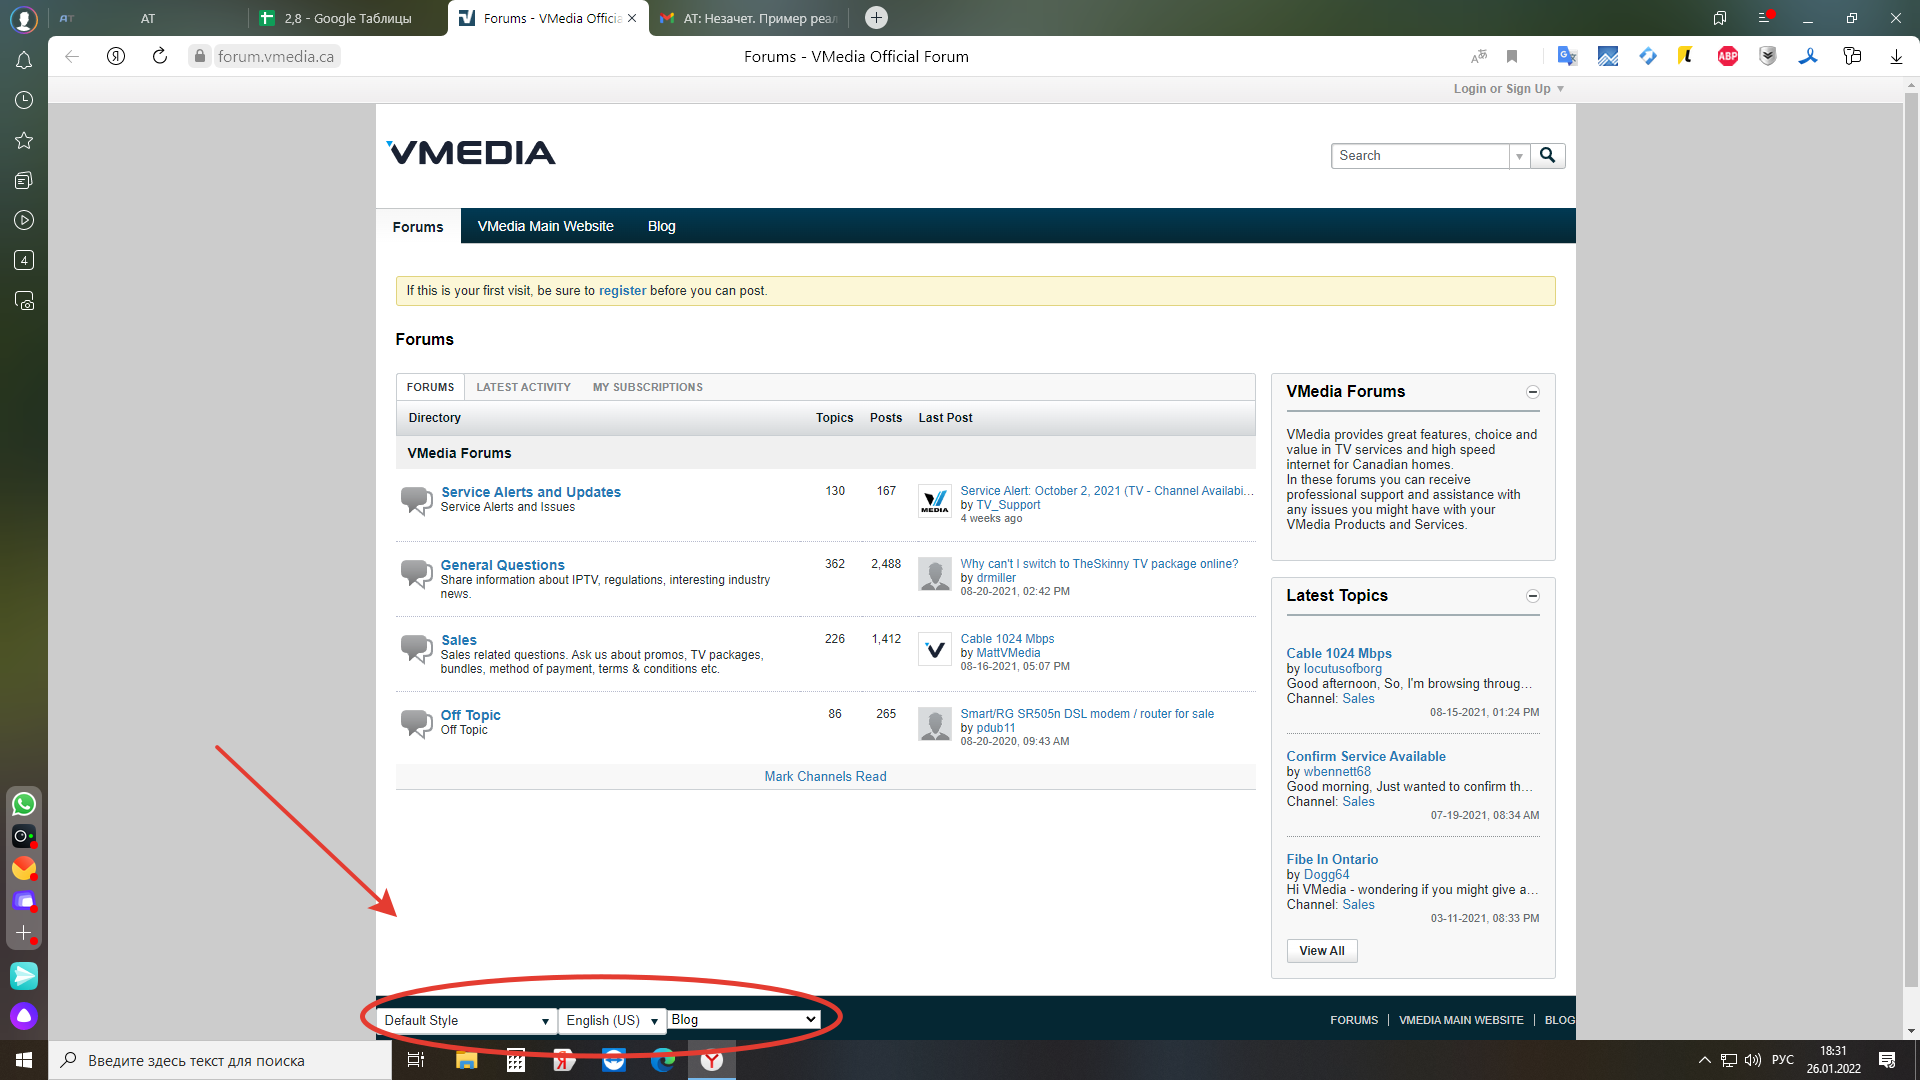 АТ
АТ
2,8 - Google Таблицы
Forums - VMedia Officia
АТ: Незачет. Пример реал
forum.vmedia.ca
Forums - VMedia Official Forum
ABP
4
Login or Sign Up
VMEDIA
Search
Forums
VMedia Main Website
Blog
If this is your first visit, be sure to register before you can post.
Forums
FORUMS
LATEST ACTIVITY
MY SUBSCRIPTIONS
Directory
Topics
Posts
Last Post
VMedia Forums
Service Alerts and Updates
Service Alerts and Issues
130
167
MEDIA
Service Alert: October 2, 2021 (TV - Channel Availabi...
by TV_Support
4 weeks ago
General Questions
Share information about IPTV, regulations, interesting industry
news.
362
2,488
Why can't I switch to TheSkinny TV package online?
by drmiller
08-20-2021, 02:42 PM
Sales
Sales related questions. Ask us about promos, TV packages,
bundles, method of payment, terms & conditions etc.
226
1,412
Cable 1024 Mbps
by MattVMedia
08-16-2021, 05:07 PM
Off Topic
Off Topic
86
265
Smart/RG SR505n DSL modem / router for sale
by pdub11
08-20-2020, 09:43 AM
Mark Channels Read
VMedia Forums
VMedia provides great features, choice and
value in TV services and high speed
internet for Canadian homes.
In these forums you can receive
professional support and assistance with
any issues you might have with your
VMedia Products and Services.
Latest Topics
Cable 1024 Mbps
by locutusofborg
Good afternoon, So, I'm browsing throug...
Channel: Sales
08-15-2021, 01:24 PM
Confirm Service Available
by wbennett68
Good morning, Just wanted to confirm th...
Channel: Sales
07-19-2021, 08:34 AM
Fibe In Ontario
by Dogg64
Hi VMedia - wondering if you might give a...
Channel: Sales
03-11-2021, 08:33 PM
View All
Default Style
English (US)
Blog
FORUMS
VMEDIA MAIN WEBSITE
BLOG
Введите здесь текст для поиска
РУС
18:31
26.01.2022